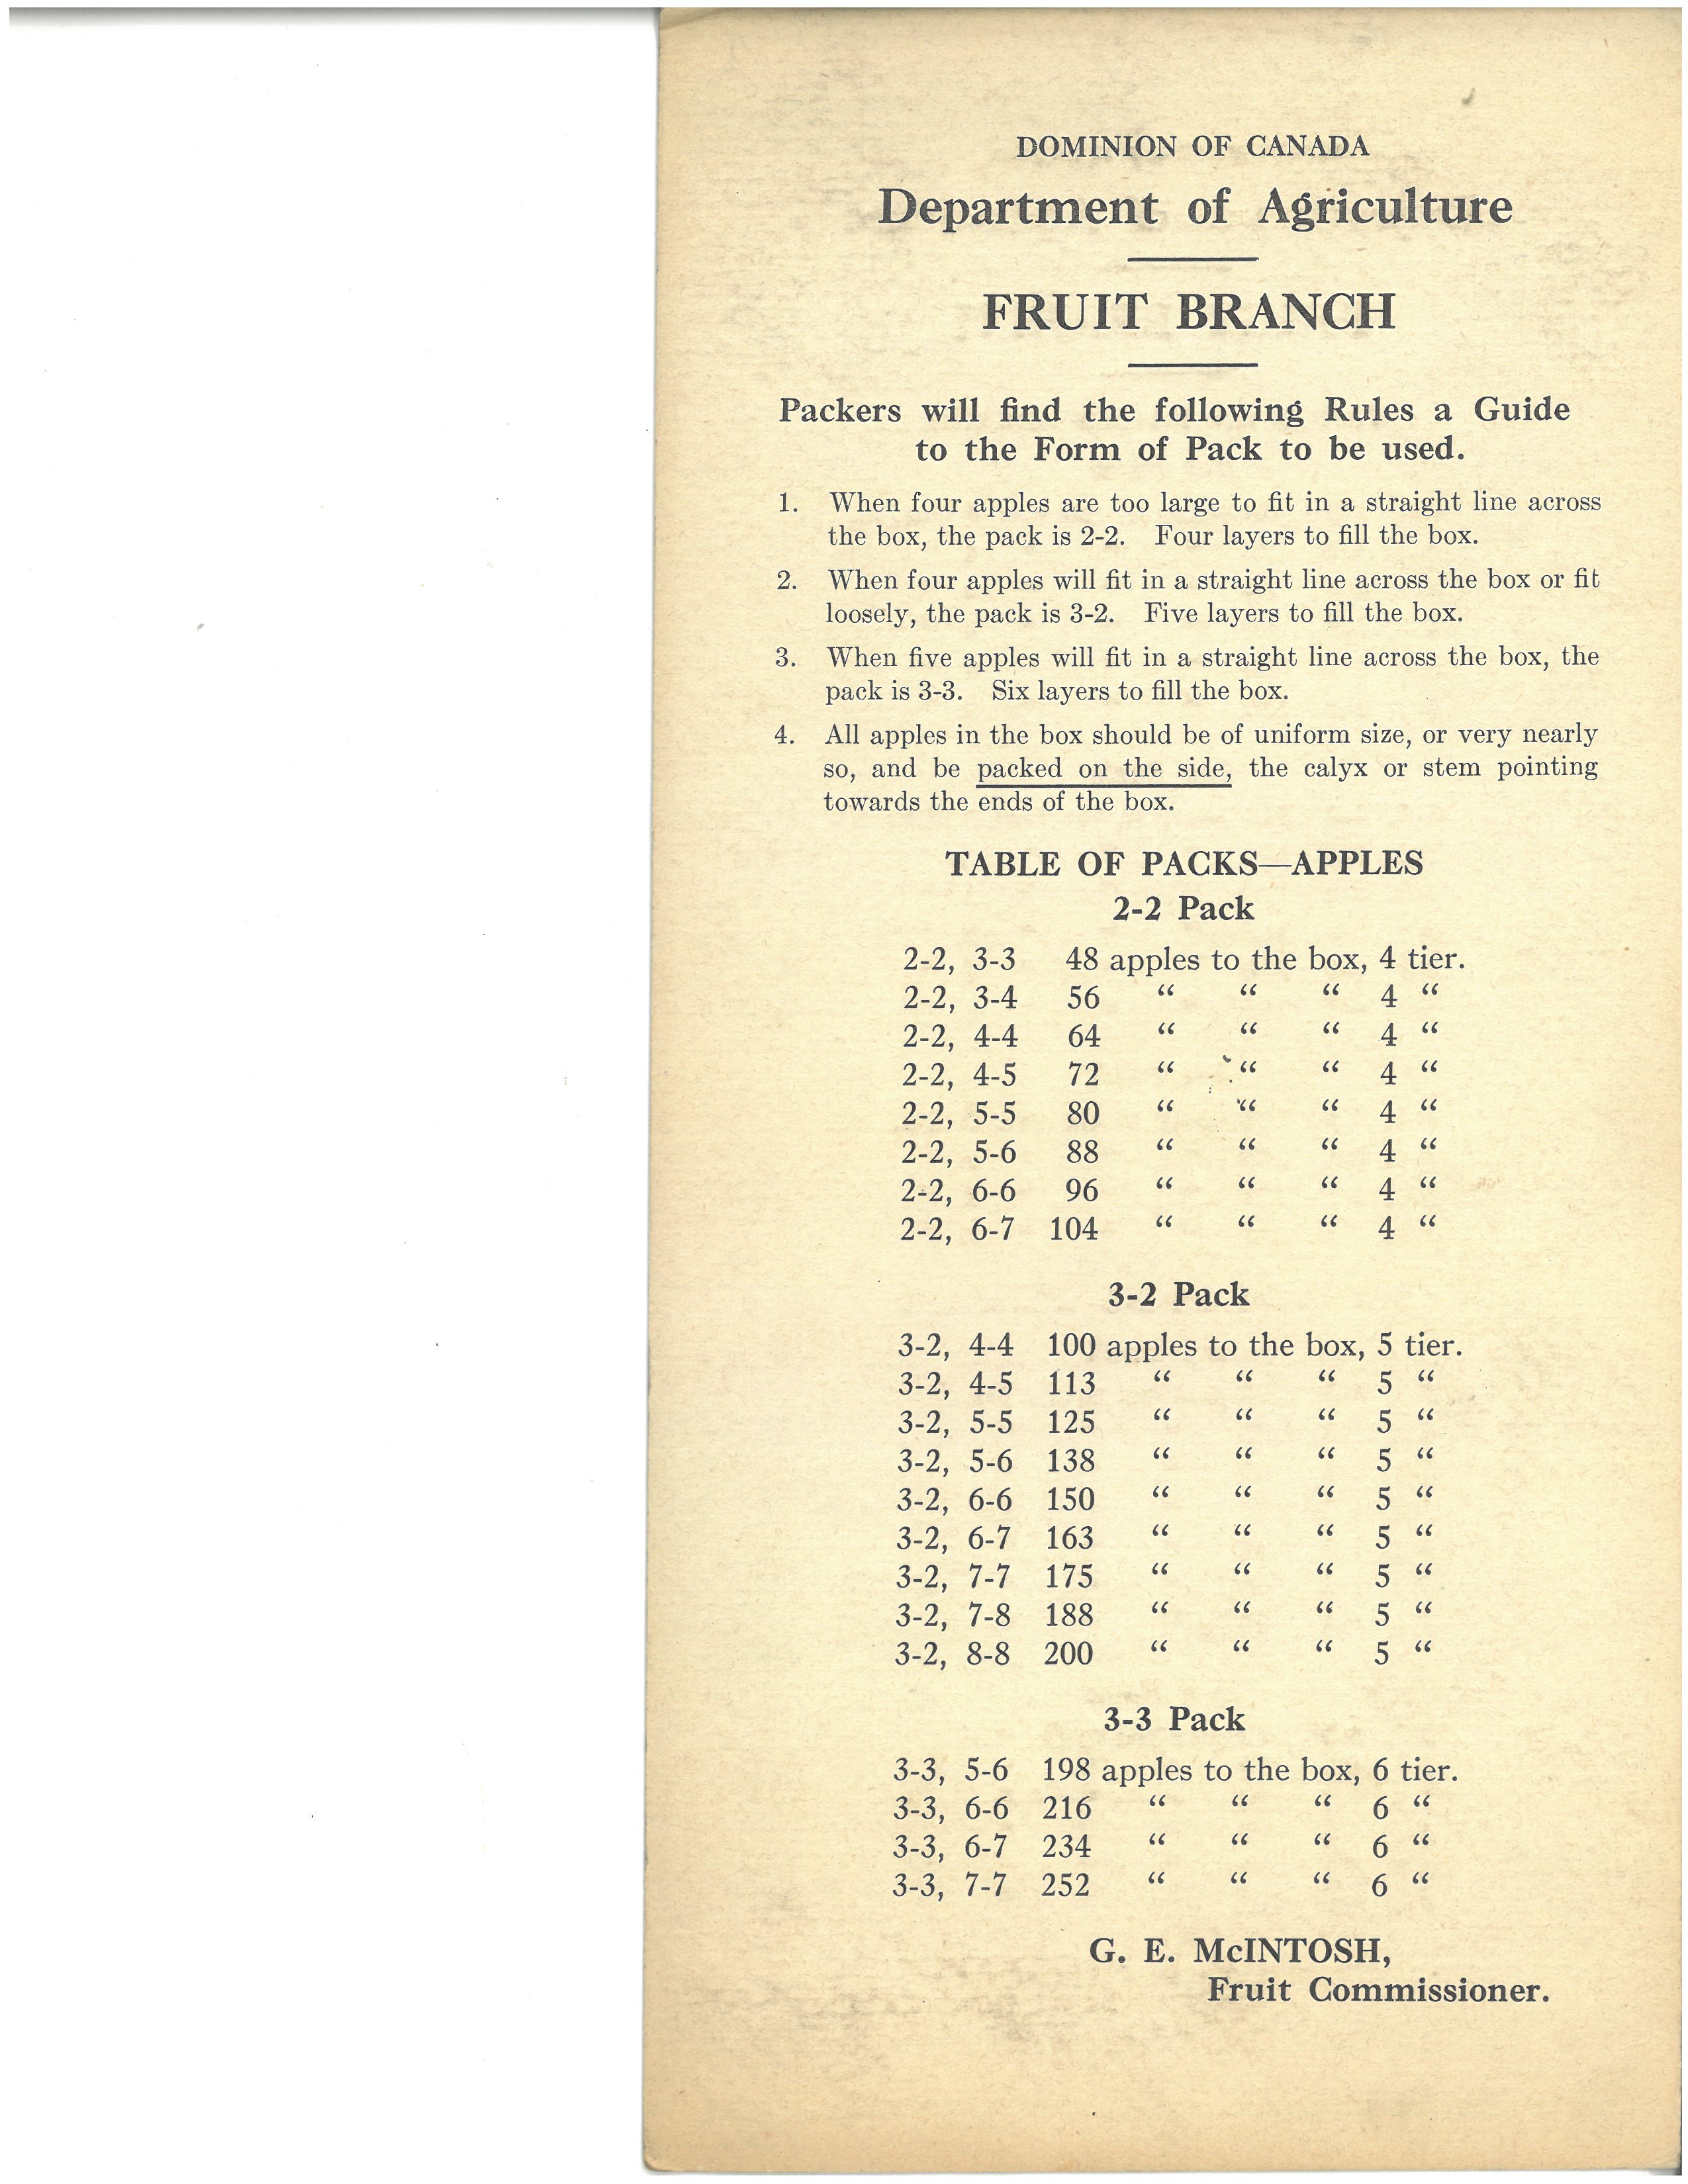 DOMINION OF CANADA
Department of Agriculture
FRUIT BRANCH
Packers will find the following Rules a Guide
to the Form of Pack to be used.
1. When four apples are too large to fit in a straight line across
the box, the pack is 2-2. Four layers to fill the box.
2. When four apples will fit in a straight line across the box or fit
loosely, the pack is 3-2. Five layers to fill the box.
3. When five apples will fit in a straight line across the box, the
pack is 3-3. Six layers to fill the box.
4. All apples in the box should be of uniform size, or very nearly
so, and be packed on the side, the calyx or stem pointing
towards the ends of the box.
TABLE OF PACKS—APPLES
2-2 Pack
2-2, 3-3 48 apples to the box, 4 tier.
2-2, 3-4 56 “ “ “ 4 “
2-2, 4-4 64 “ “ “ 4 “
2-2, 4-5 72 “ “ “ 4 “
2-2, 5-5 80 “ “ “ 4 “
2-2, 5-6 88 “ “ “ 4 “
2-2, 6-6 96 “ “ “ 4 “
2-2, 6-7 104 “ “ “ 4 “
3-2 Pack
3-2, 4-4 100 apples to the box, 5 tier.
3-2, 4-5 113 “ “ “ 5 “
3-2, 5-5 125 “ “ “ 5 “
3-2, 5-6 138 “ “ “ 5 “
3-2, 6-6 150 “ “ “ 5 “
3-2, 6-7 163 “ “ “ 5 “
3-2, 7-7 175 “ “ “ 5 “
3-2, 7-8 188 “ “ “ 5 “
3-2, 8-8 200 “ “ “ 5 “
3-3 Pack
3-3, 5-6 198 apples to the box, 6 tier.
3-3, 6-6 216 “ “ “ 6 “
3-3, 6-7 234 “ “ “ 6 “
3-3, 7-7 252 “ “ “ 6 “
G. E. McINTOSH,
Fruit Commissioner.